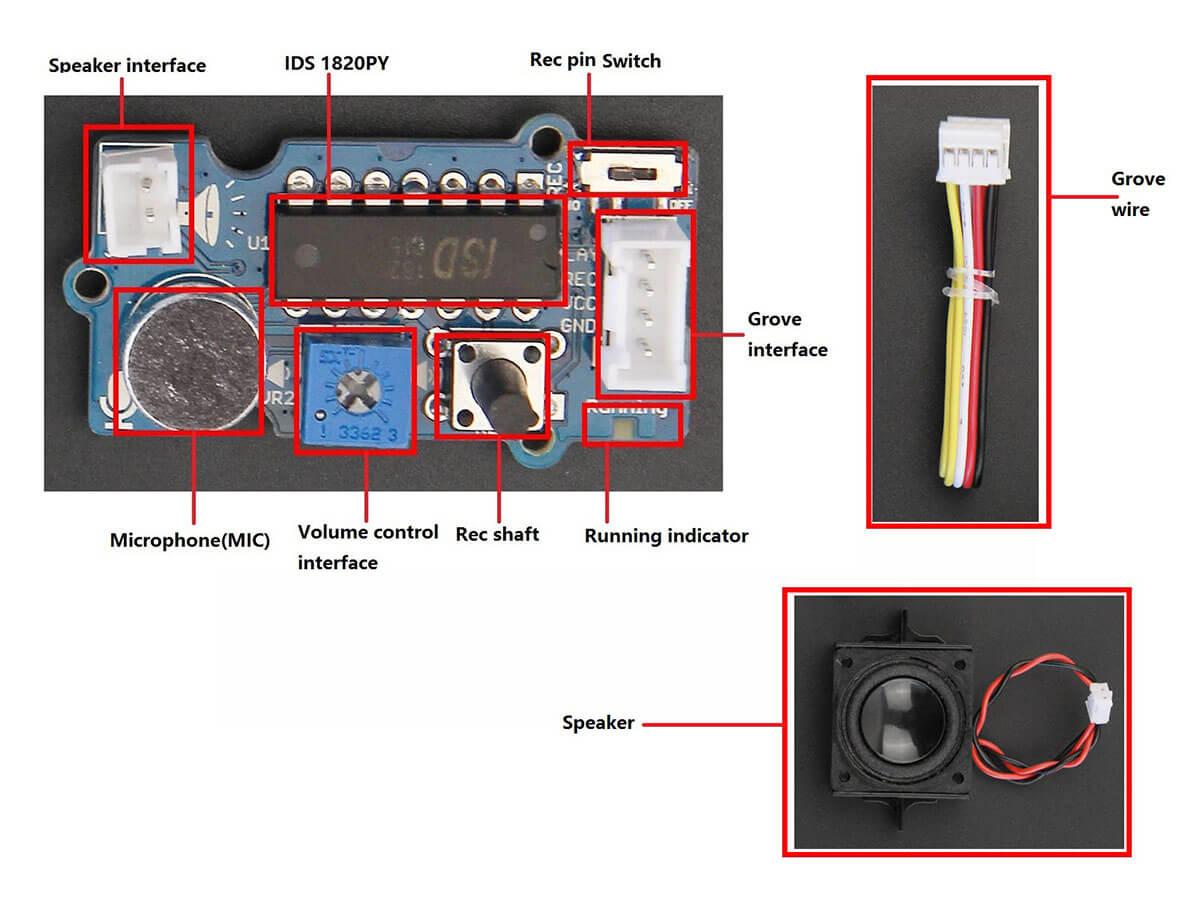 Speaker interface
IDS 1820PY
Rec pin Switch
REC
OFF
U1
ISD
REC
VCC
GND
Grove
wire
Grove
interface
VR2
1 3362 3
Running
Microphone(MIC)
Volume control
interface
Rec shaft
Running indicator
Speaker